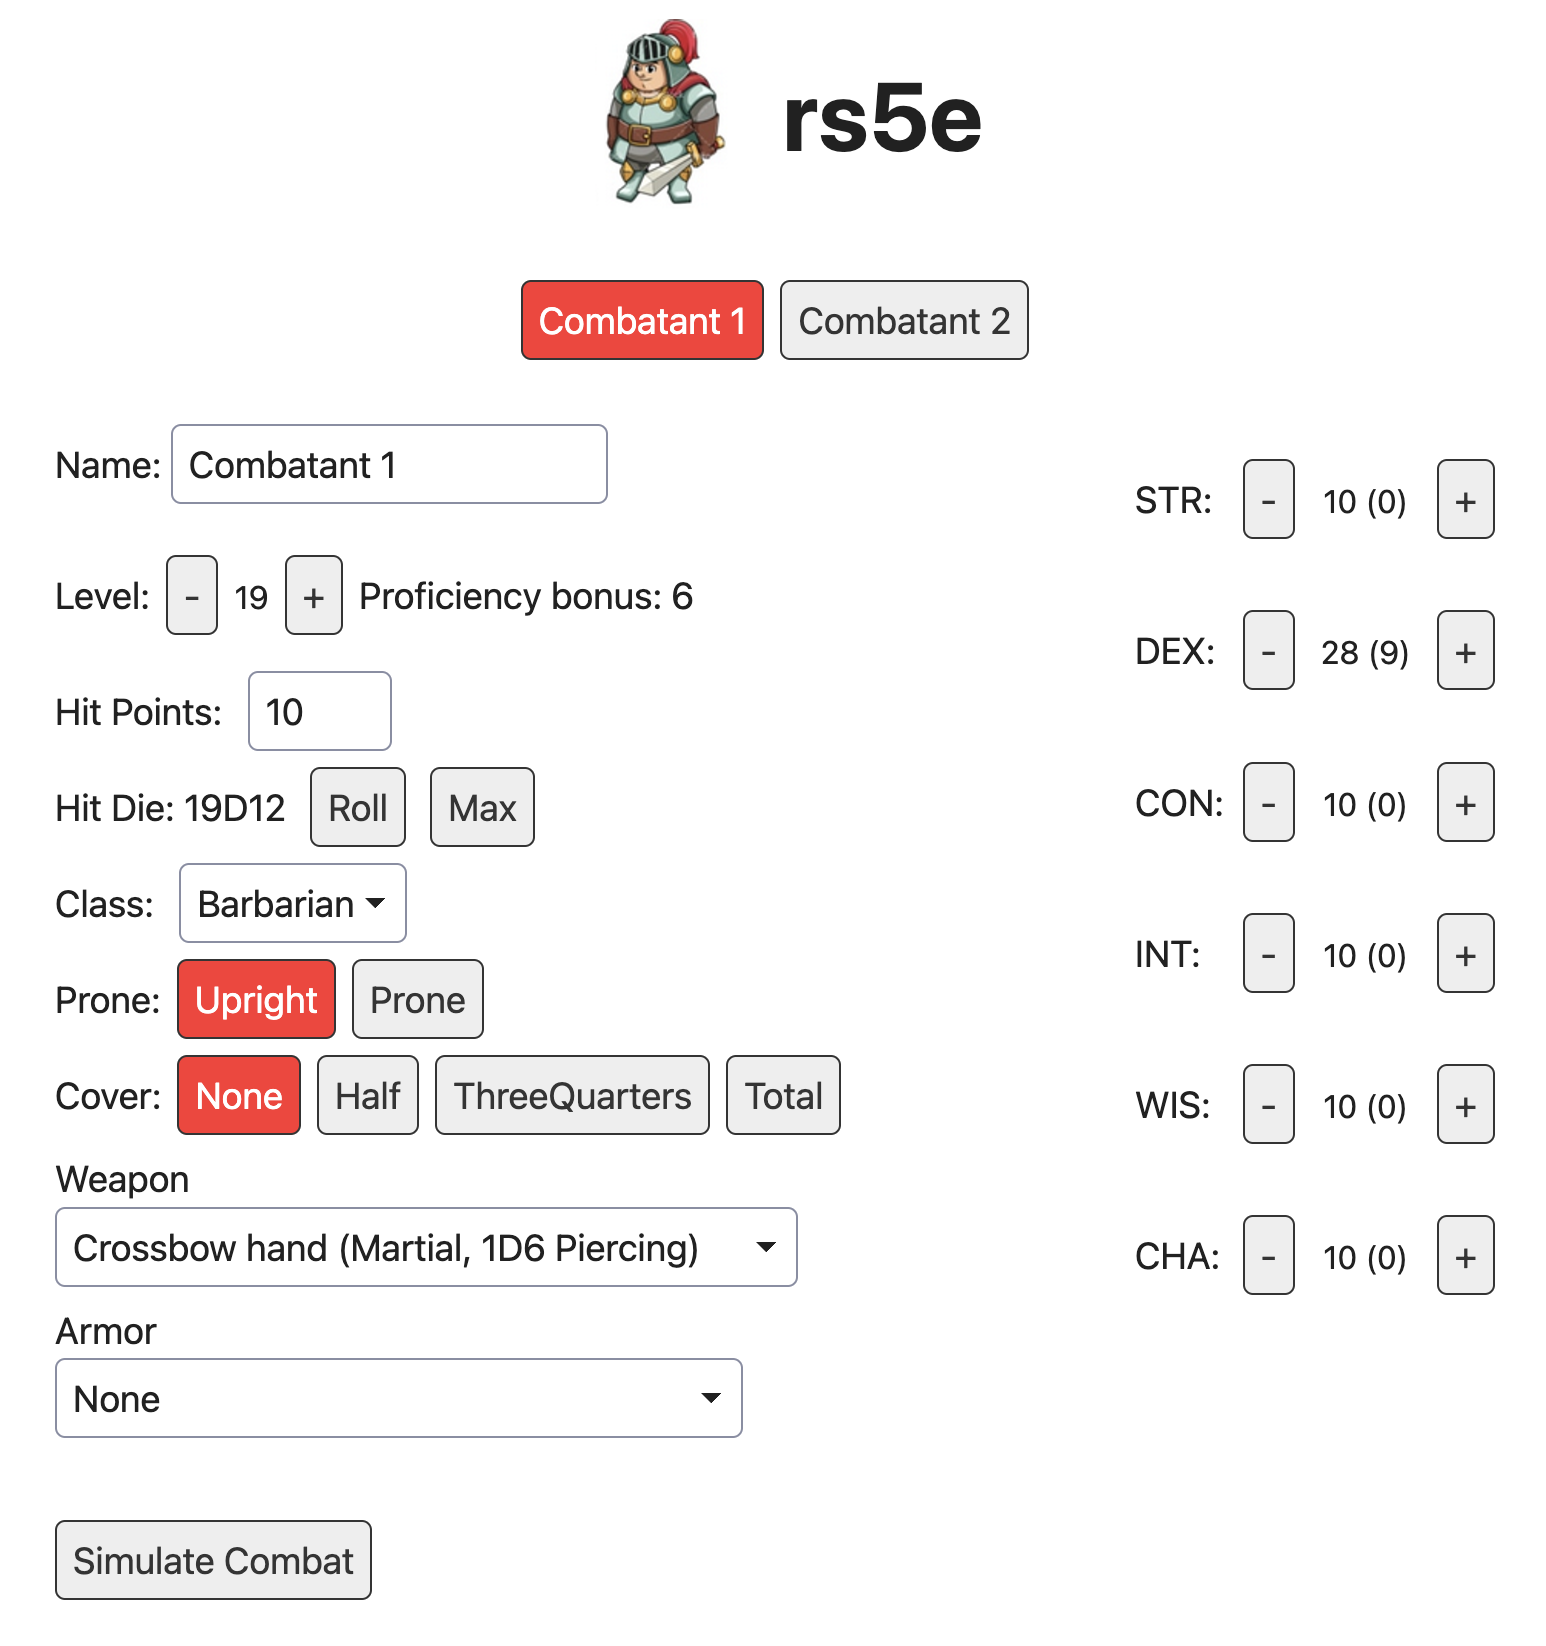 rs5e
Combatant 1 Combatant 2
Name: Combatant 1
Level: - 19 + Proficiency bonus: 6
Hit Points: 10
Hit Die: 19D12 Roll Max
Class: Barbarian
Prone: Upright Prone
Cover: None Half ThreeQuarters Total
Weapon
Crossbow hand (Martial, 1D6 Piercing)
Armor
None
Simulate Combat
STR: - 10 (0) +
DEX: - 28 (9) +
CON: - 10 (0) +
INT: - 10 (0) +
WIS: - 10 (0) +
CHA: - 10 (0) +